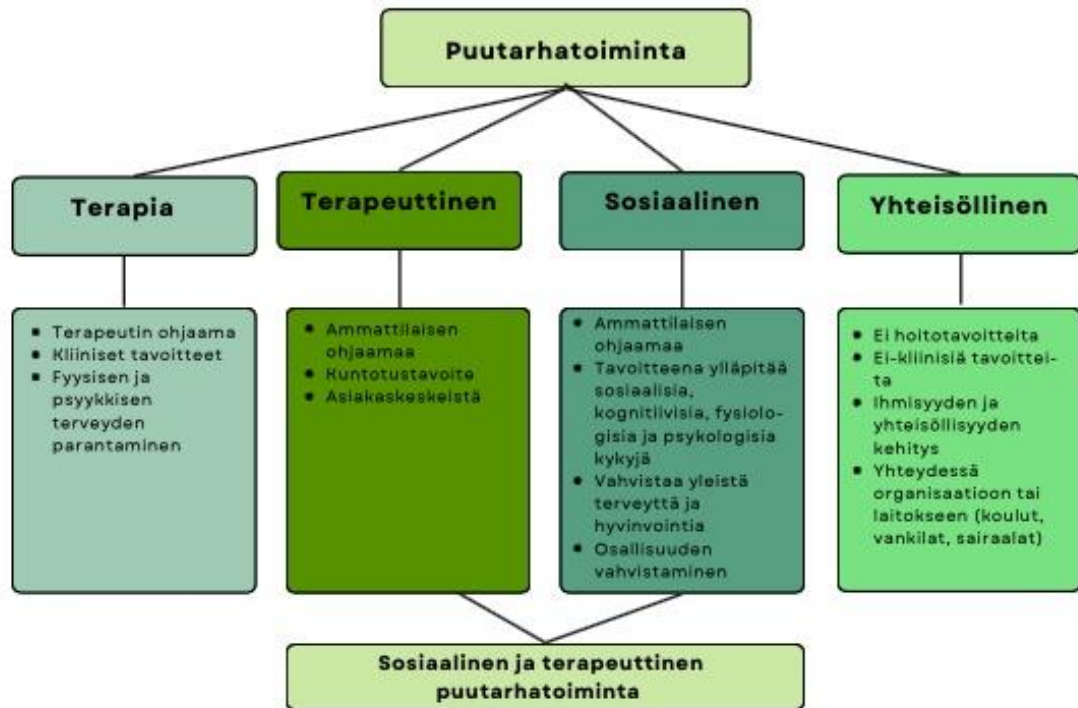 Puutarhatoiminta
Terapia
Terapeuttinen
Sosiaalinen
Yhteisöllinen
Terapeutin ohjaama
Kliiniset tavoitteet
Fyysisen ja
psyykkisen
terveyden
parantaminen
Ammattilaisen
ohjaamaa
Kuntotustavoite
Asiakaskeskeistä
Ammattilaisen
ohjaamaa
Tavoitteena ylläpitää
sosiaalisia,
kognitiivisia, fysiolo-
gisia ja psykologisia
kykyjä
Vahvistaa yleistä
terveyttä ja
hyvinvointia
Osallisuuden
vahvistaminen
Ei hoitotavoitteita
Ei-kliinisiä tavoittei-
ta
Ihmisyyden ja
yhteisöllisyyden
kehitys
Yhteydessä
organisaatioon tai
laitokseen (koulut,
vankilat, sairaalat)
Sosiaalinen ja terapeuttinen
puutarhatoiminta